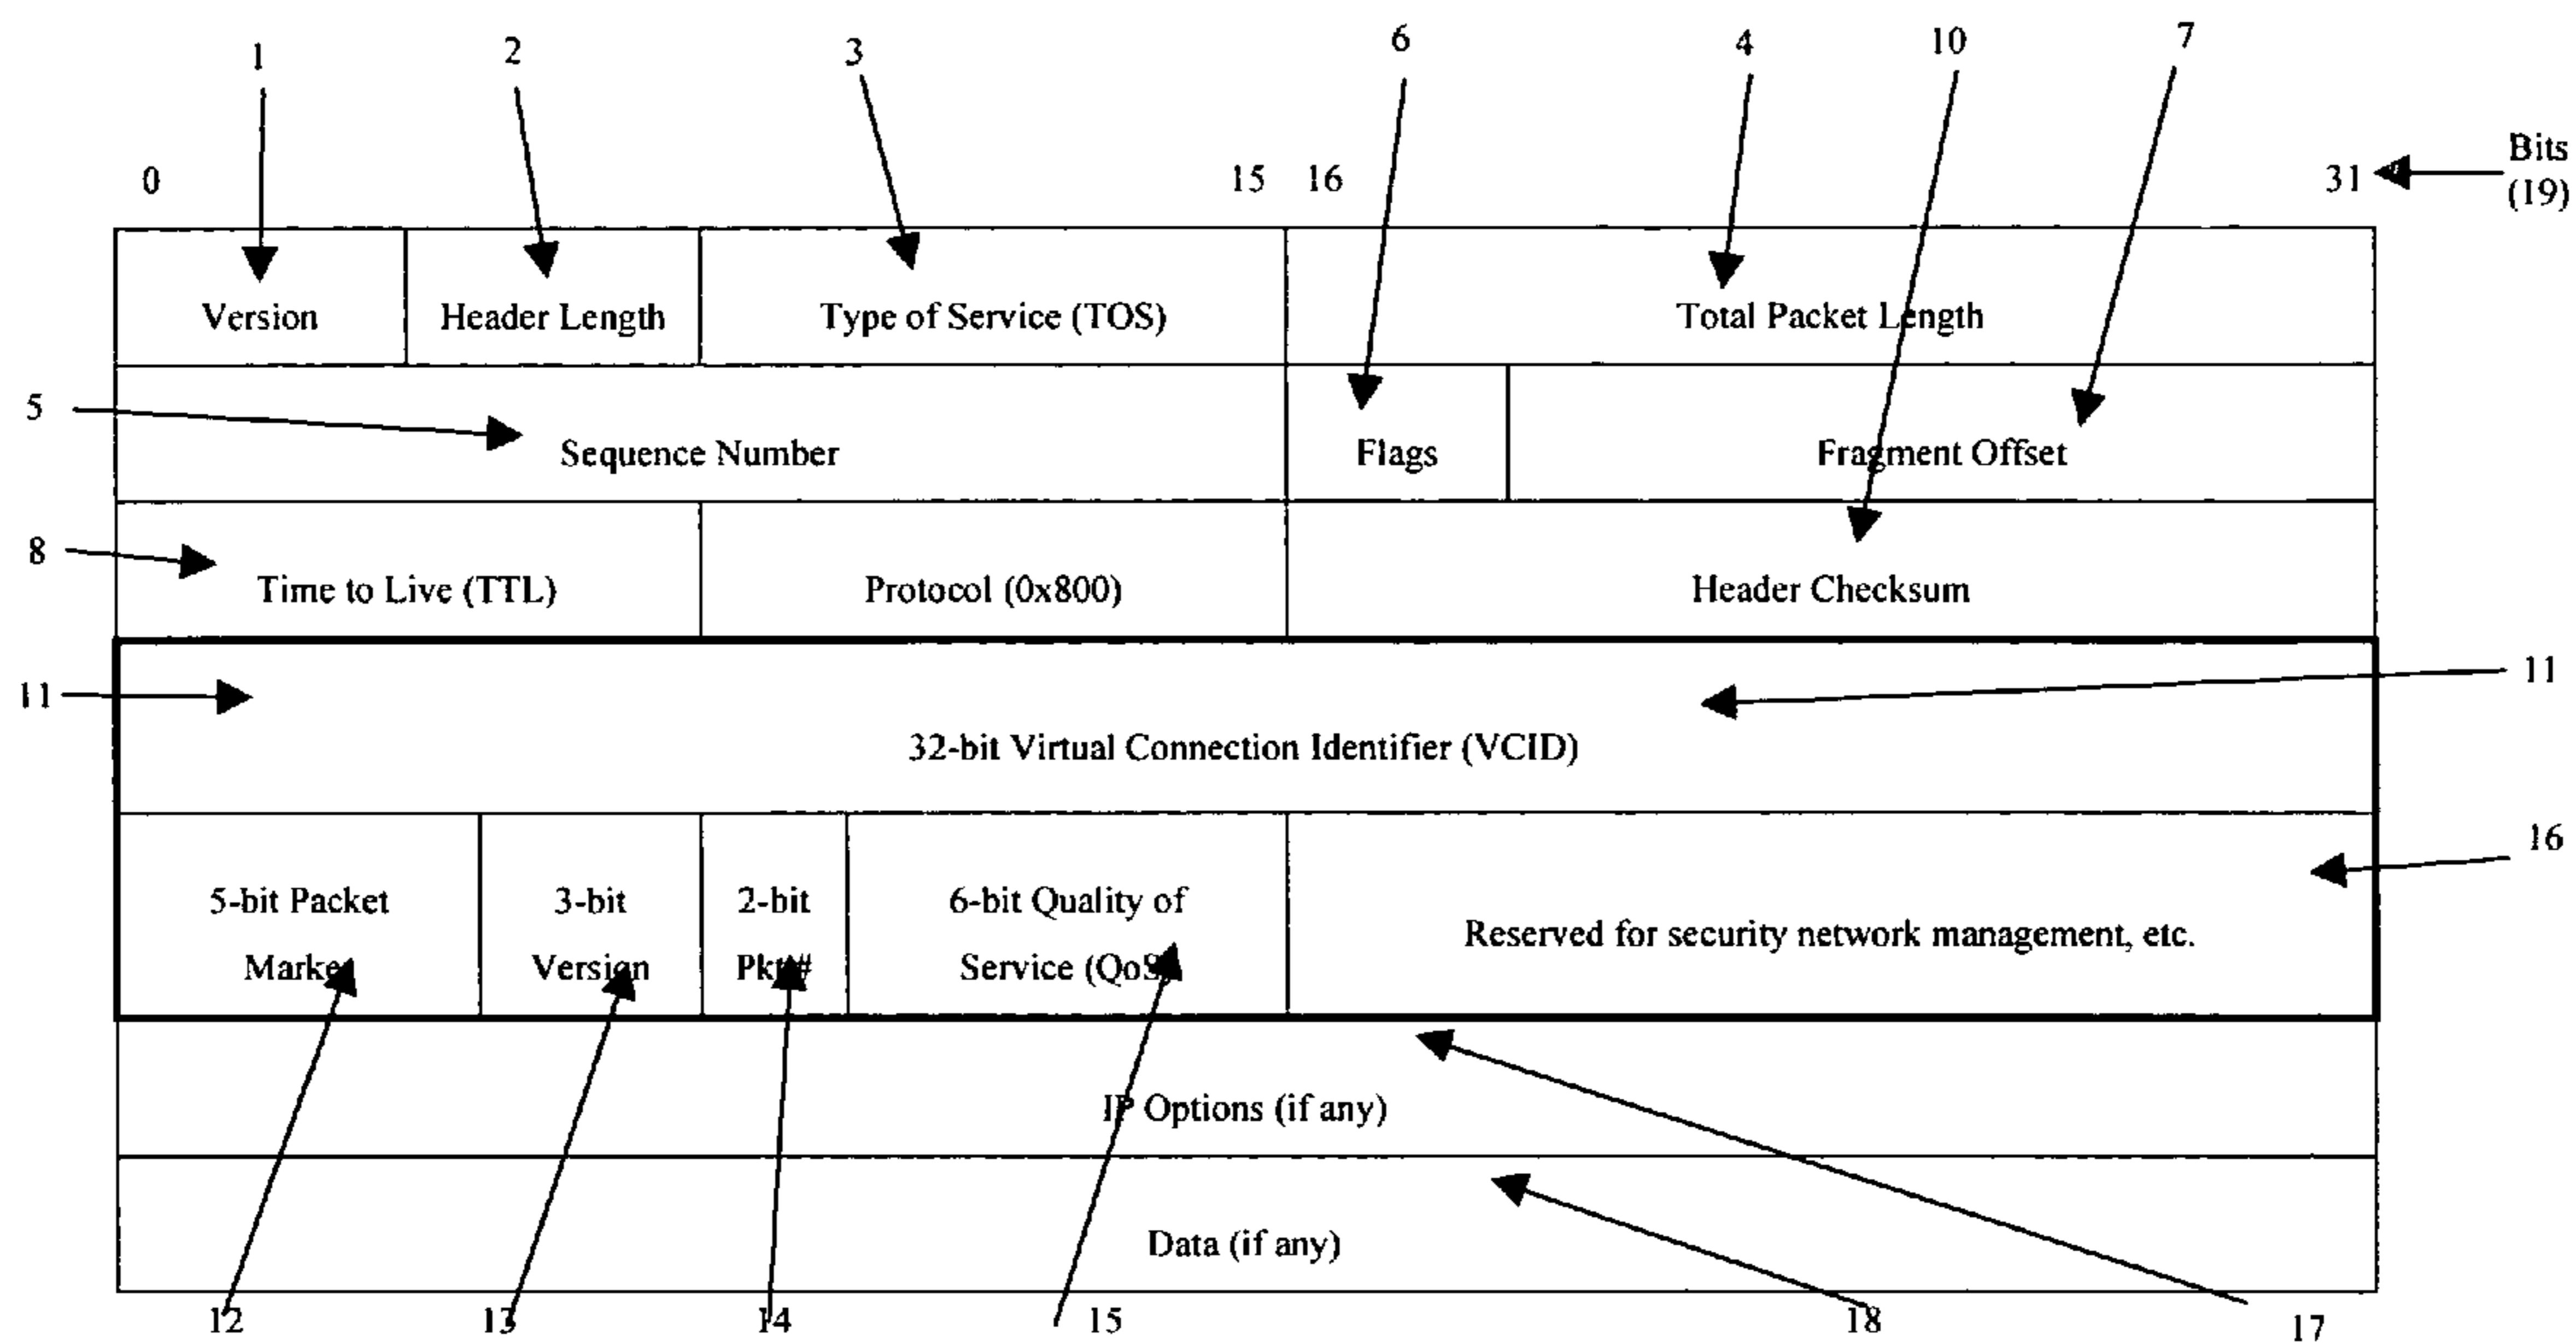 1 2 3 6 4 10 7
0 15 16 31 Bits
(19)
Version Header Length Type of Service (TOS) Total Packet Length
5 Sequence Number Flags Fragment Offset
8 Time to Live (TTL) Protocol (0x800) Header Checksum
11 11
32-bit Virtual Connection Identifier (VCID)
16
5-bit Packet 3-bit 2-bit 6-bit Quality of
Reserved for security network management, etc.
Marker Version Pkt # Service (QoS)
IP Options (if any)
Data (if any)
12 13 14 15 18 17